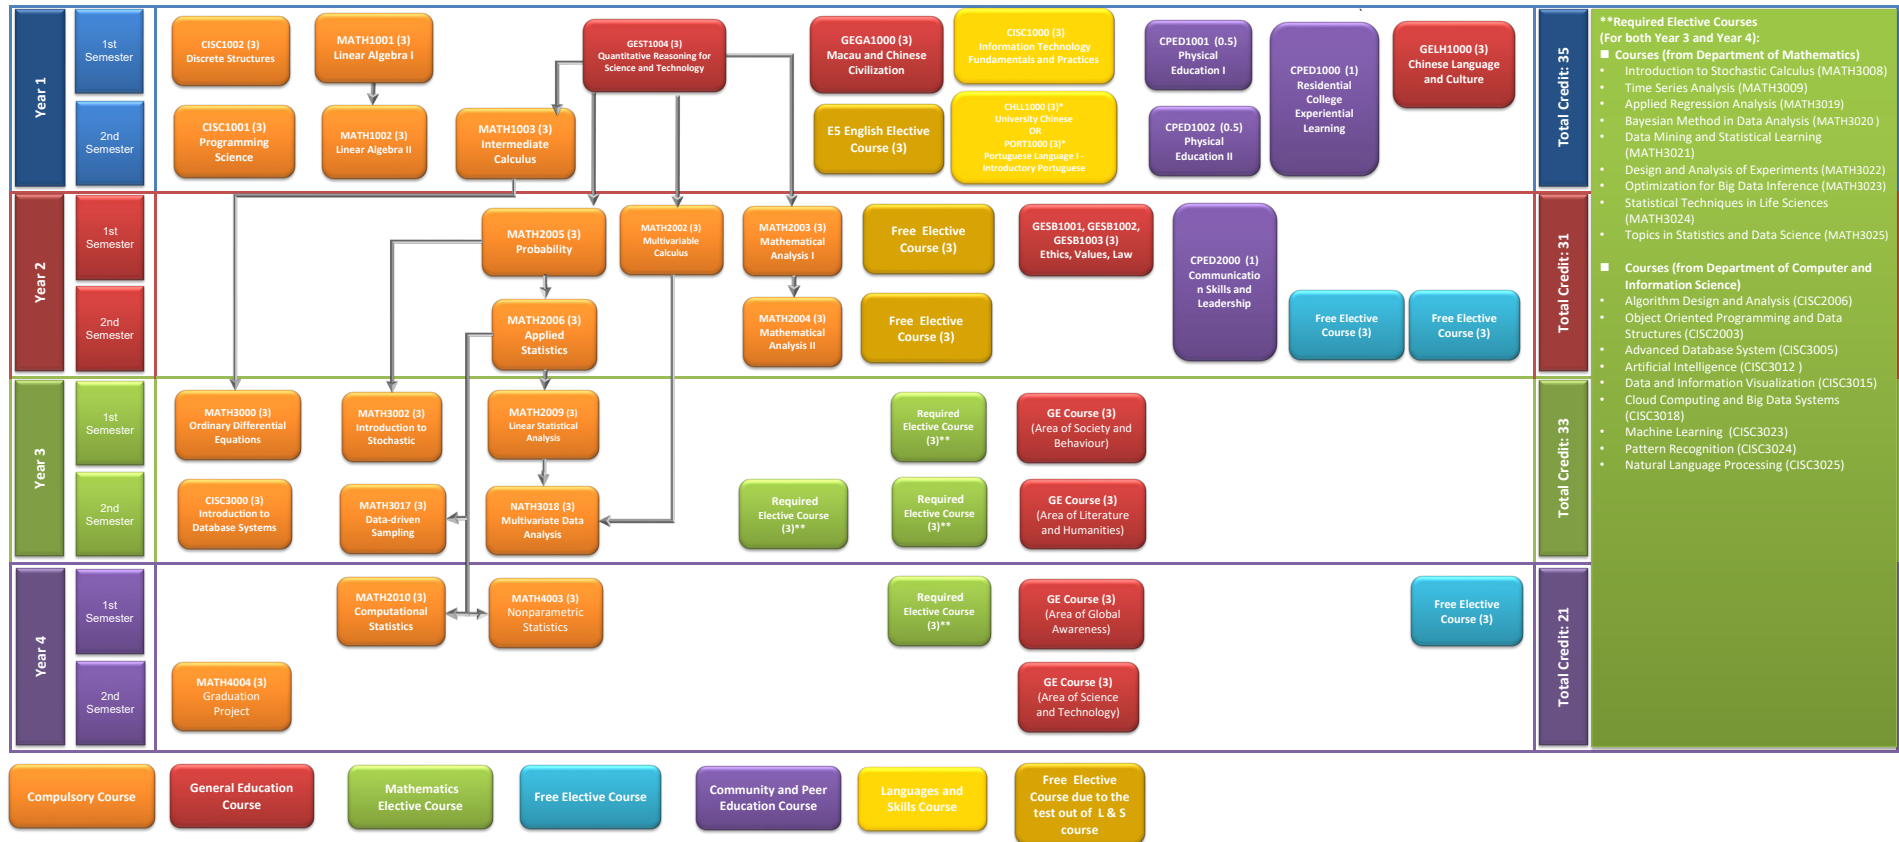 Year 1
1st
Semester
2nd
Semester
CISC1002 (3)
Discrete Structures
MATH1001 (3)
Linear Algebra I
GEST1004 (3)
Quantitative Reasoning for
Science and Technology
GEGA1000 (3)
Macau and Chinese
Civilization
CISC1000 (3)
Information Technology
Fundamentals and Practices
CPED1001 (0.5)
Physical
Education I
CPED1000 (1)
Residential
College
Experiential
Learning
GELH1000 (3)
Chinese Language
and Culture
CISC1001 (3)
Programming
Science
MATH1002 (3)
Linear Algebra II
MATH1003 (3)
Intermediate
Calculus
E5 English Elective
Course (3)
CHLL1000 (3)*
University Chinese
OR
PORT1000 (3)*
Portuguese Language I -
Introductory Portuguese
CPED1002 (0.5)
Physical
Education II
Total Credit: 35
Year 2
1st
Semester
2nd
Semester
MATH2005 (3)
Probability
MATH2002 (3)
Multivariable
Calculus
MATH2003 (3)
Mathematical
Analysis I
Free Elective
Course (3)
GESB1001, GESB1002,
GESB1003 (3)
Ethics, Values, Law
CPED2000 (1)
Communicatio
n Skills and
Leadership
MATH2006 (3)
Applied
Statistics
MATH2004 (3)
Mathematical
Analysis II
Free Elective
Course (3)
Free Elective
Course (3)
Free Elective
Course (3)
Total Credit: 31
Year 3
1st
Semester
2nd
Semester
MATH3000 (3)
Ordinary Differential
Equations
MATH3002 (3)
Introduction to
Stochastic
MATH2009 (3)
Linear Statistical
Analysis
Required
Elective Course
(3)**
GE Course (3)
(Area of Society and
Behaviour)
CISC3000 (3)
Introduction to
Database Systems
MATH3017 (3)
Data-driven
Sampling
NATH3018 (3)
Multivariate Data
Analysis
Required
Elective Course
(3)**
Required
Elective Course
(3)**
GE Course (3)
(Area of Literature
and Humanities)
Total Credit: 33
Year 4
1st
Semester
2nd
Semester
MATH2010 (3)
Computational
Statistics
MATH4003 (3)
Nonparametric
Statistics
Required
Elective Course
(3)**
GE Course (3)
(Area of Global
Awareness)
Free Elective
Course (3)
MATH4004 (3)
Graduation
Project
GE Course (3)
(Area of Science
and Technology)
Total Credit: 21
**Required Elective Courses
(For both Year 3 and Year 4):
■ Courses (from Department of Mathematics)
• Introduction to Stochastic Calculus (MATH3008)
• Time Series Analysis (MATH3009)
• Applied Regression Analysis (MATH3019)
• Bayesian Method in Data Analysis (MATH3020 )
• Data Mining and Statistical Learning
(MATH3021)
• Design and Analysis of Experiments (MATH3022)
• Optimization for Big Data Inference (MATH3023)
• Statistical Techniques in Life Sciences
(MATH3024)
• Topics in Statistics and Data Science (MATH3025)
■ Courses (from Department of Computer and
Information Science)
• Algorithm Design and Analysis (CISC2006)
• Object Oriented Programming and Data
Structures (CISC2003)
• Advanced Database System (CISC3005)
• Artificial Intelligence (CISC3012 )
• Data and Information Visualization (CISC3015)
• Cloud Computing and Big Data Systems
(CISC3018)
• Machine Learning (CISC3023)
• Pattern Recognition (CISC3024)
• Natural Language Processing (CISC3025)
Compulsory Course
General Education
Course
Mathematics
Elective Course
Free Elective Course
Community and Peer
Education Course
Languages and
Skills Course
Free Elective
Course due to the
test out of L & S
course